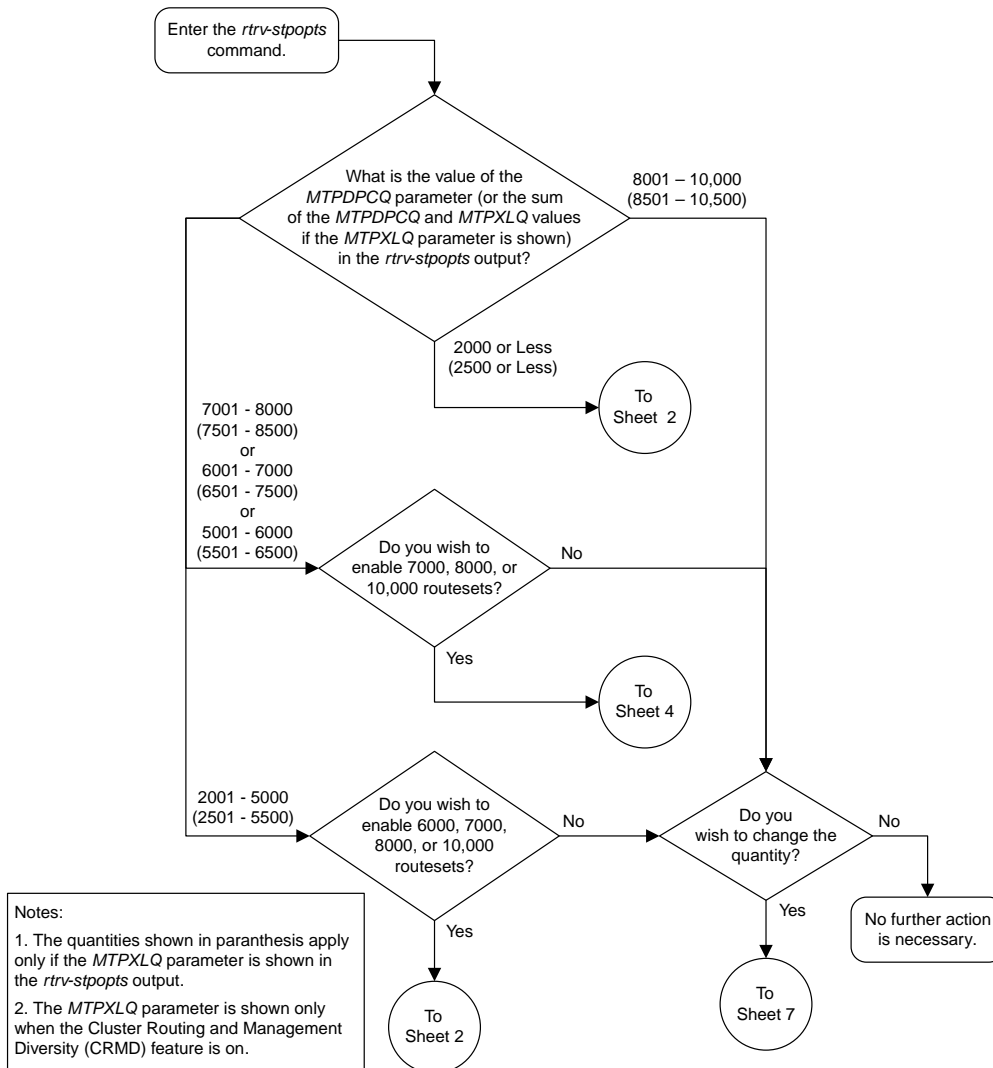 Enter the rtrv-stpopts
command.
What is the value of the
MTPDPCQ parameter (or the sum
of the MTPDPCQ and MTPXLQ values
if the MTPXLQ parameter is shown)
in the rtrv-stpopts output?
8001 – 10,000
(8501 – 10,500)
2000 or Less
(2500 or Less)
To
Sheet 2
7001 - 8000
(7501 - 8500)
or
6001 - 7000
(6501 - 7500)
or
5001 - 6000
(5501 - 6500)
Do you wish to
enable 7000, 8000, or
10,000 routesets?
No
Yes
To
Sheet 4
2001 - 5000
(2501 - 5500)
Do you wish to
enable 6000, 7000,
8000, or 10,000
routesets?
No
Yes
To
Sheet 2
Do you
wish to change the
quantity?
No
Yes
No further action
is necessary.
To
Sheet 7
Notes:
1. The quantities shown in paranthesis apply
only if the MTPXLQ parameter is shown in
the rtrv-stpopts output.
2. The MTPXLQ parameter is shown only
when the Cluster Routing and Management
Diversity (CRMD) feature is on.